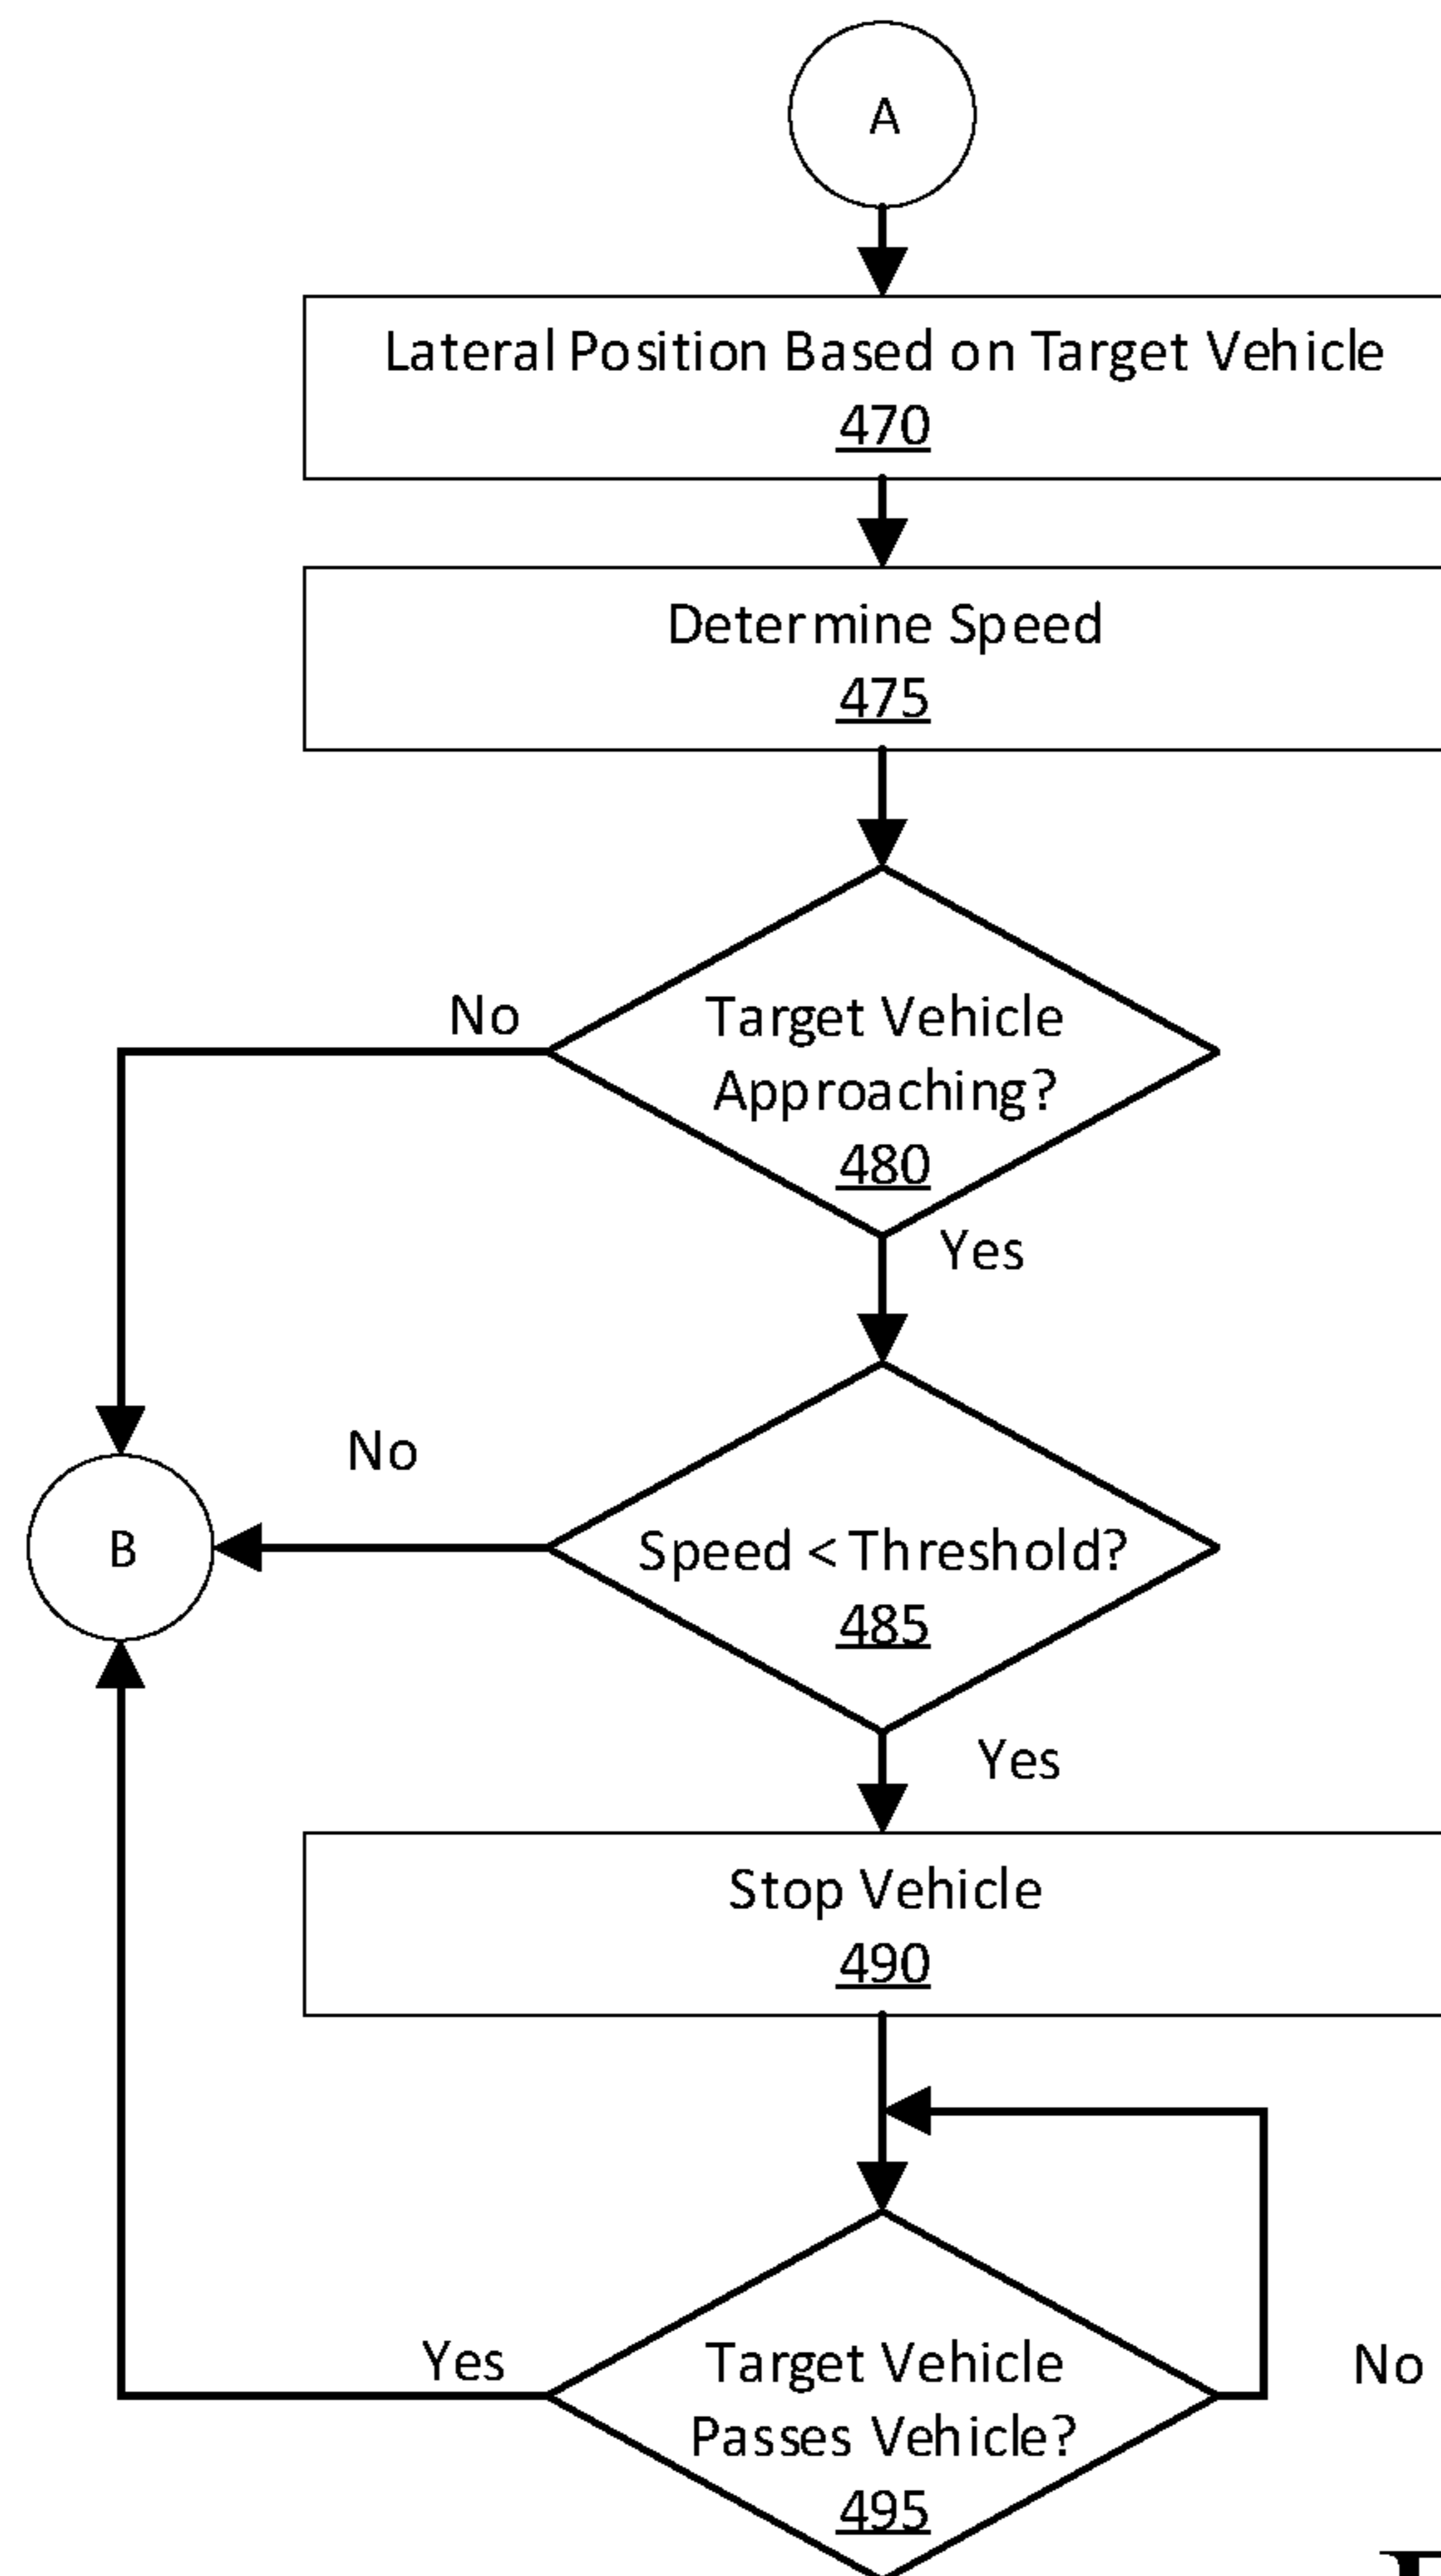 A
Lateral Position Based on Target Vehicle
470
Determine Speed
475
No
Target Vehicle
Approaching?
480
Yes
No
B
Speed < Threshold?
485
Yes
Stop Vehicle
490
Yes
Target Vehicle
Passes Vehicle?
495
No